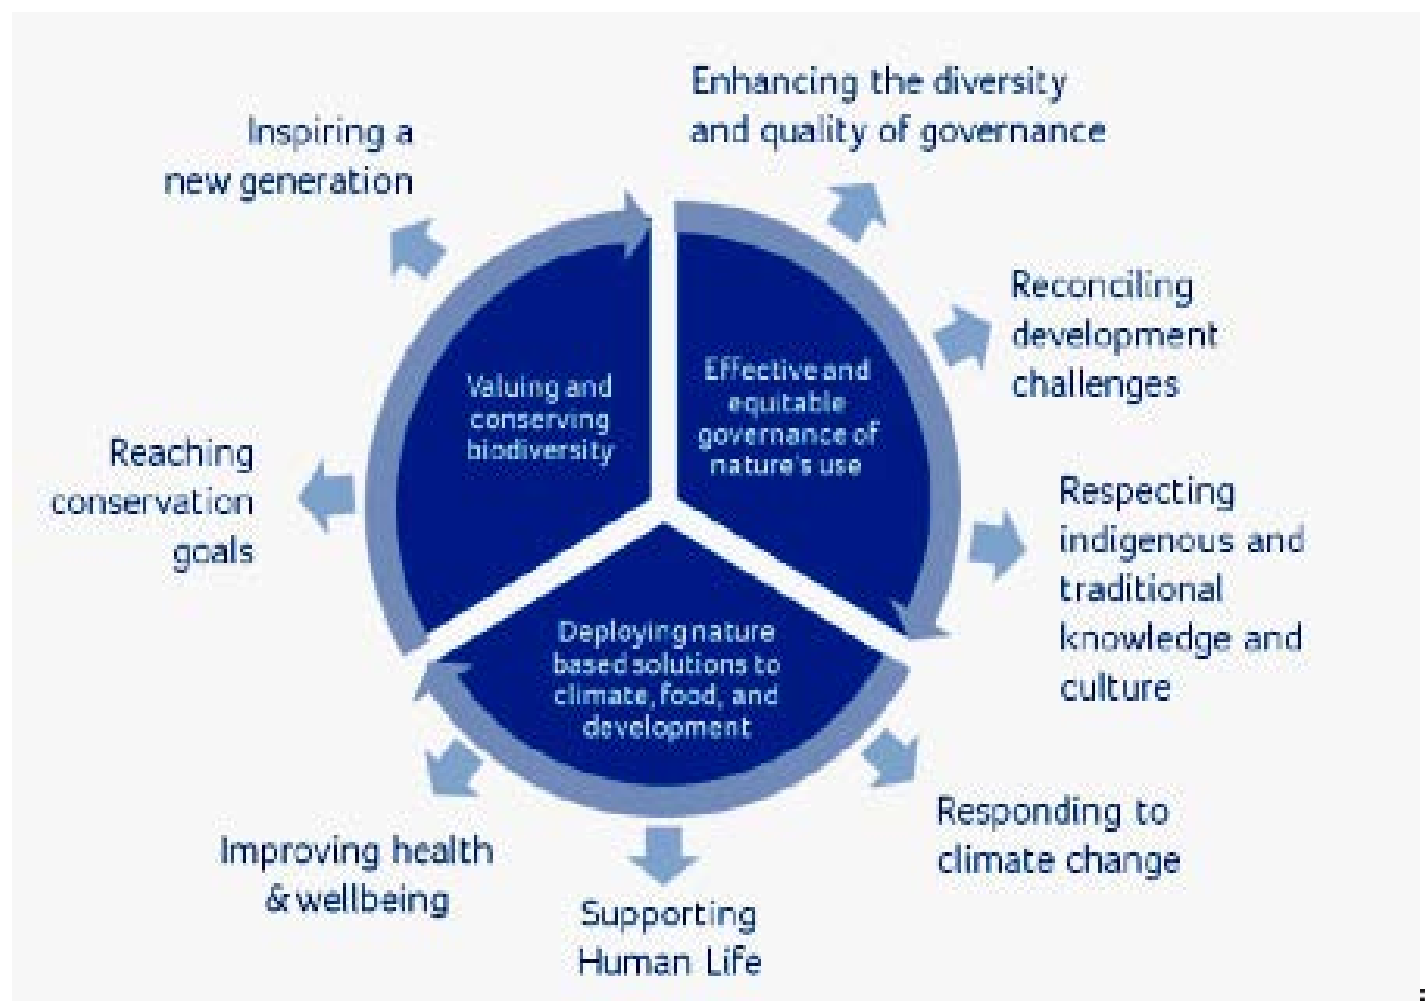 Enhancing the diversity
and quality of governance
Inspiring a
new generation
Reconciling
development
challenges
Valuing and
conserving
biodiversity
Effective and
equitable
governance of
nature's use
Reaching
conservation
goals
Respecting
indigenous and
traditional
knowledge and
culture
Deploying nature
based solutions to
climate, food, and
development
Responding to
climate change
Improving health
& wellbeing
Supporting
Human Life